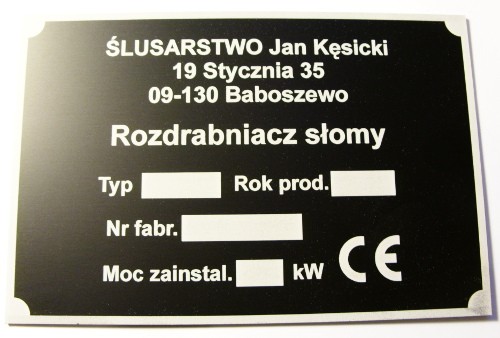 ŚLUSARSTWO Jan Kęsicki
19 Stycznia 35
09-130 Baboszewo
Rozdrabniacz słomy
Typ Rok prod.
Nr fabr.
Moc zainstal. kW CE